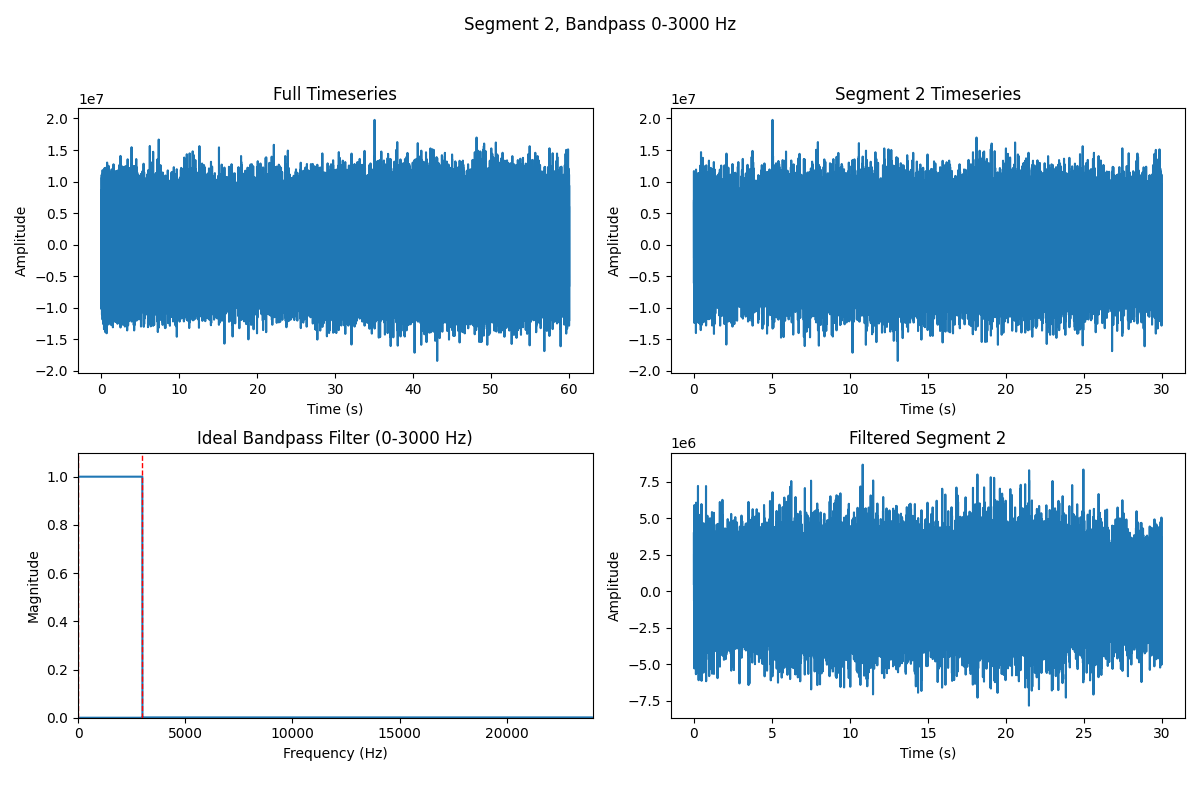 Segment 2, Bandpass 0-3000 Hz
Full Timeseries
1e7
2.0
1.5
1.0
0.5
0.0
−0.5
−1.0
−1.5
−2.0
Amplitude
0 10 20 30 40 50 60
Time (s)
Segment 2 Timeseries
1e7
2.0
1.5
1.0
0.5
0.0
−0.5
−1.0
−1.5
−2.0
Amplitude
0 5 10 15 20 25 30
Time (s)
Ideal Bandpass Filter (0-3000 Hz)
1.0
0.8
0.6
0.4
0.2
0.0
Magnitude
0 5000 10000 15000 20000
Frequency (Hz)
Filtered Segment 2
1e6
7.5
5.0
2.5
0.0
−2.5
−5.0
−7.5
Amplitude
0 5 10 15 20 25 30
Time (s)